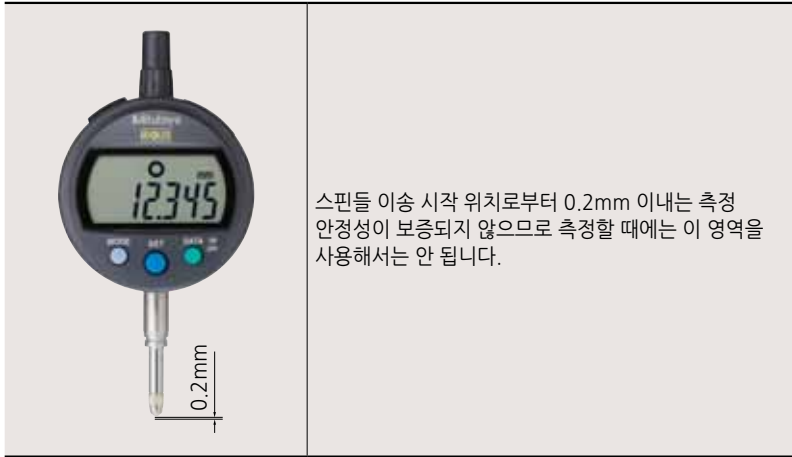 Mitutoyo
12.345
mm
MODE
SET
DATA
0.2mm
스핀들 이송 시작 위치로부터 0.2mm 이내는 측정
안정성이 보증되지 않으므로 측정할 때에는 이 영역을
사용해서는 안 됩니다.